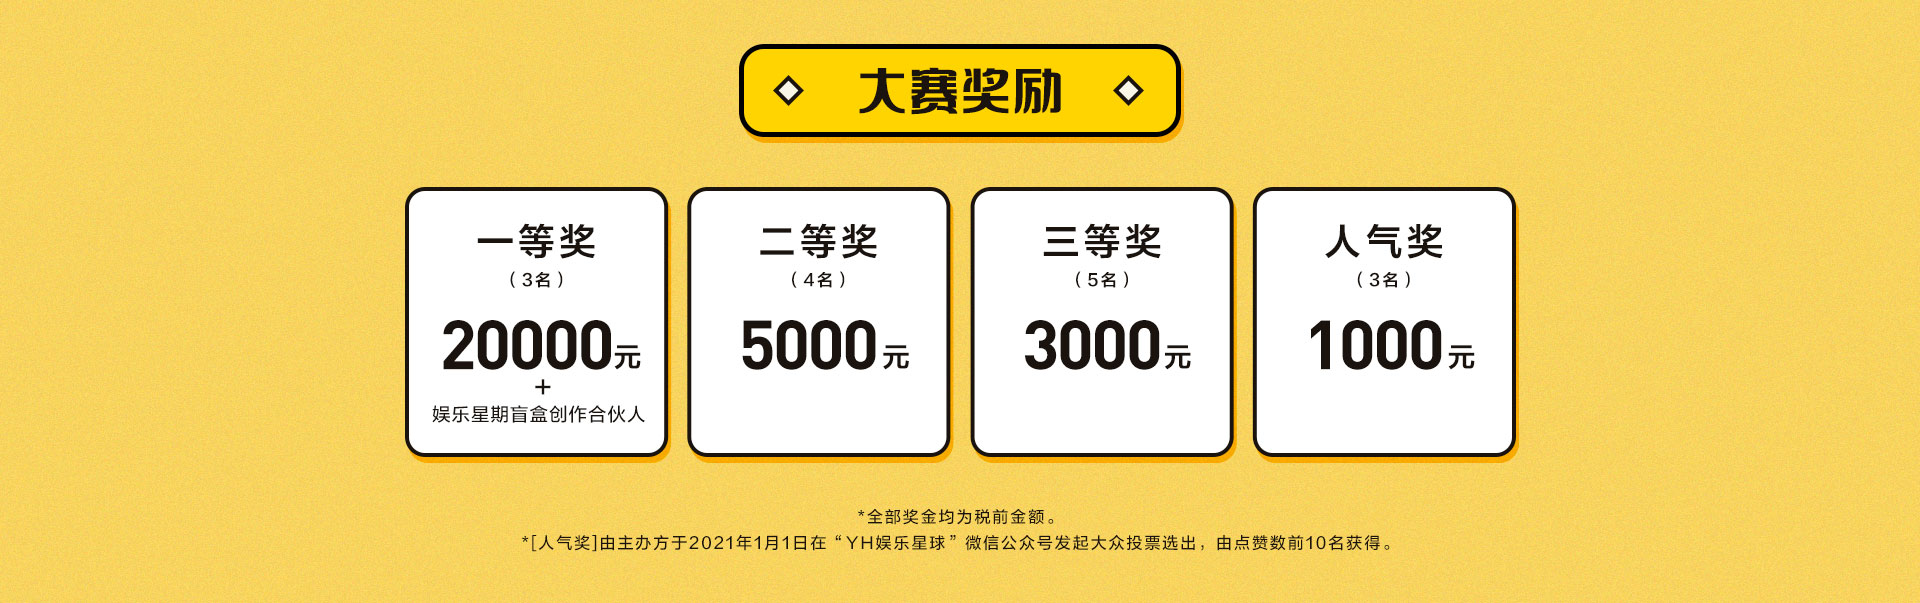 大赛奖励
一等奖
（3名）
20000元
+
娱乐星期盲盒创作合伙人
二等奖
（4名）
5000元
三等奖
（5名）
3000元
人气奖
（3名）
1000元
*全部奖金均为税前金额。
*[人气奖]由主办方于2021年1月1日在“YH娱乐星球”微信公众号发起大众投票选出，由点赞数前10名获得。